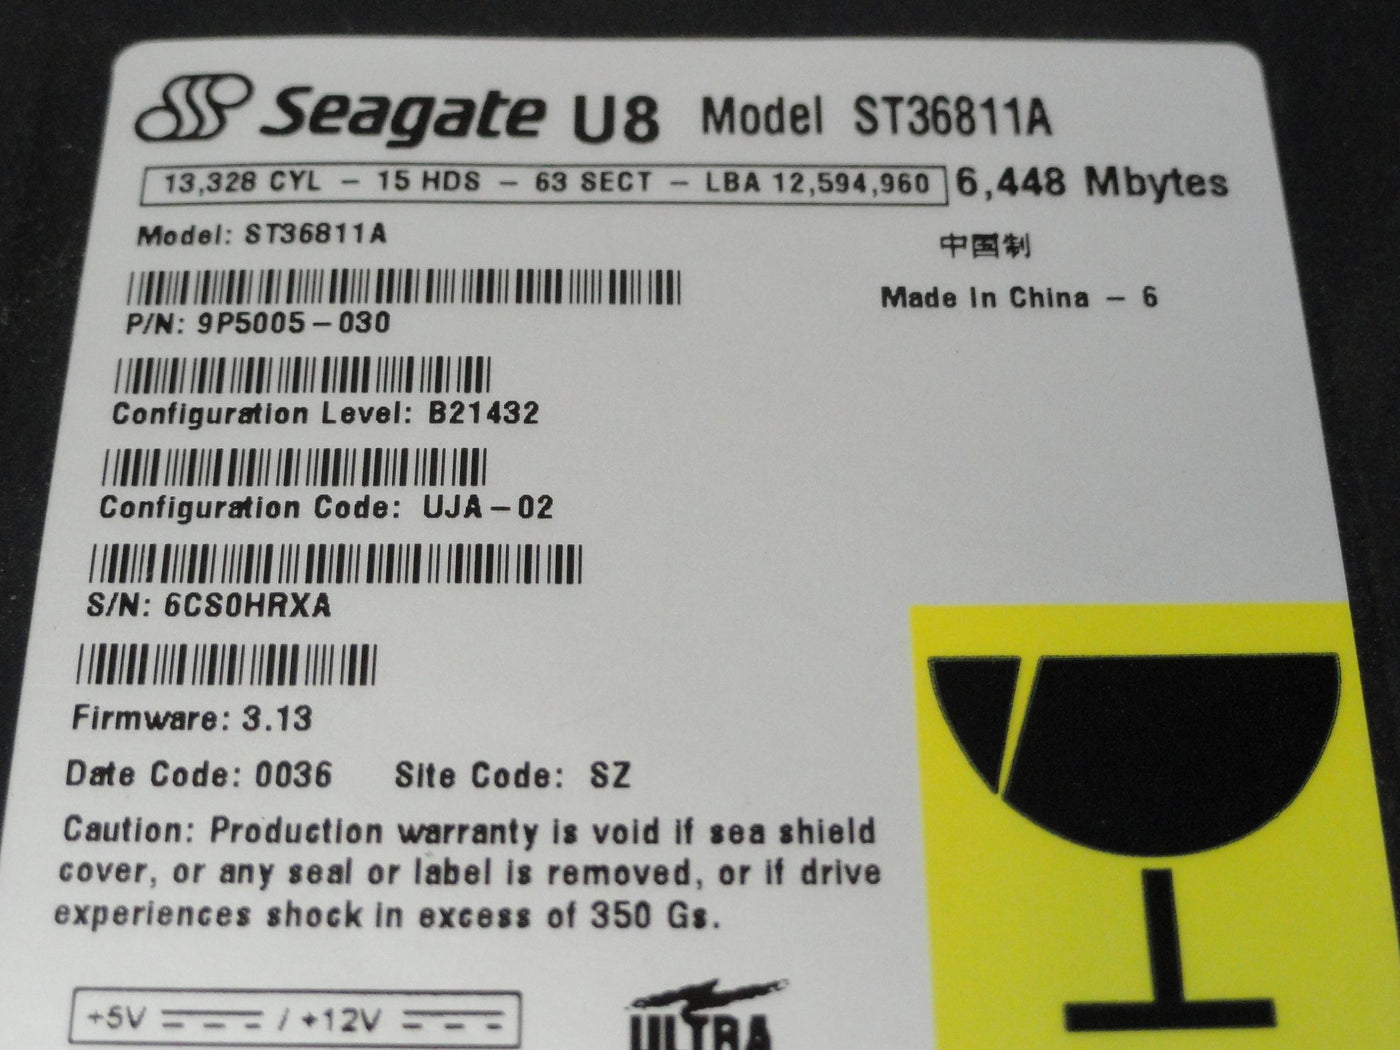 Seagate U8 Model ST36811A
13,328 CYL – 15 HDS – 63 SECT – LBA 12,594,960 6,448 Mbytes
Model: ST36811A
中国制
Made In China – 6
P/N: 9P5005–030
Configuration Level: B21432
Configuration Code: UJA–02
S/N: 6CS0HRXA
Firmware: 3.13
Date Code: 0036 Site Code: SZ
Caution: Production warranty is void if sea shield
cover, or any seal or label is removed, or if drive
experiences shock in excess of 350 Gs.
+5V / +12V
ULTRA